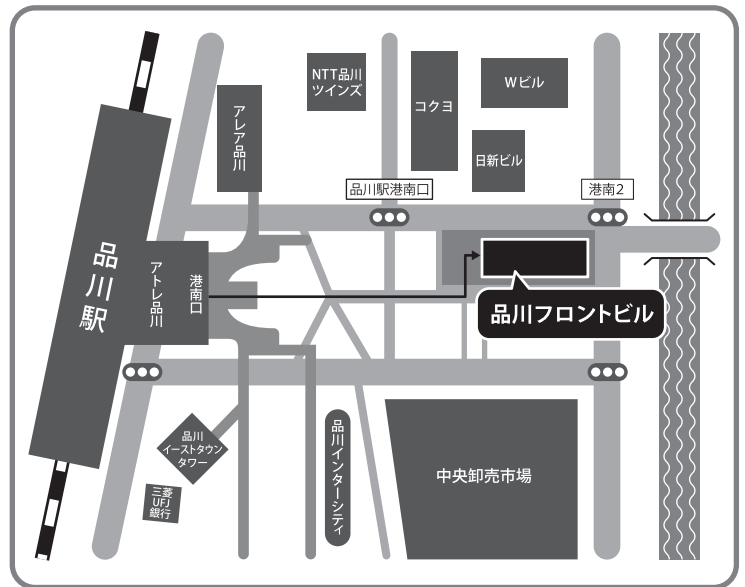 NTT品川
ツインズ
コクヨ
Wビル
アレア品川
日新ビル
品川駅港南口
港南2
品川駅
アトレ品川
港南口
品川フロントビル
品川
イーストタウン
タワー
三菱
UFJ
銀行
品川インターシティ
中央卸売市場